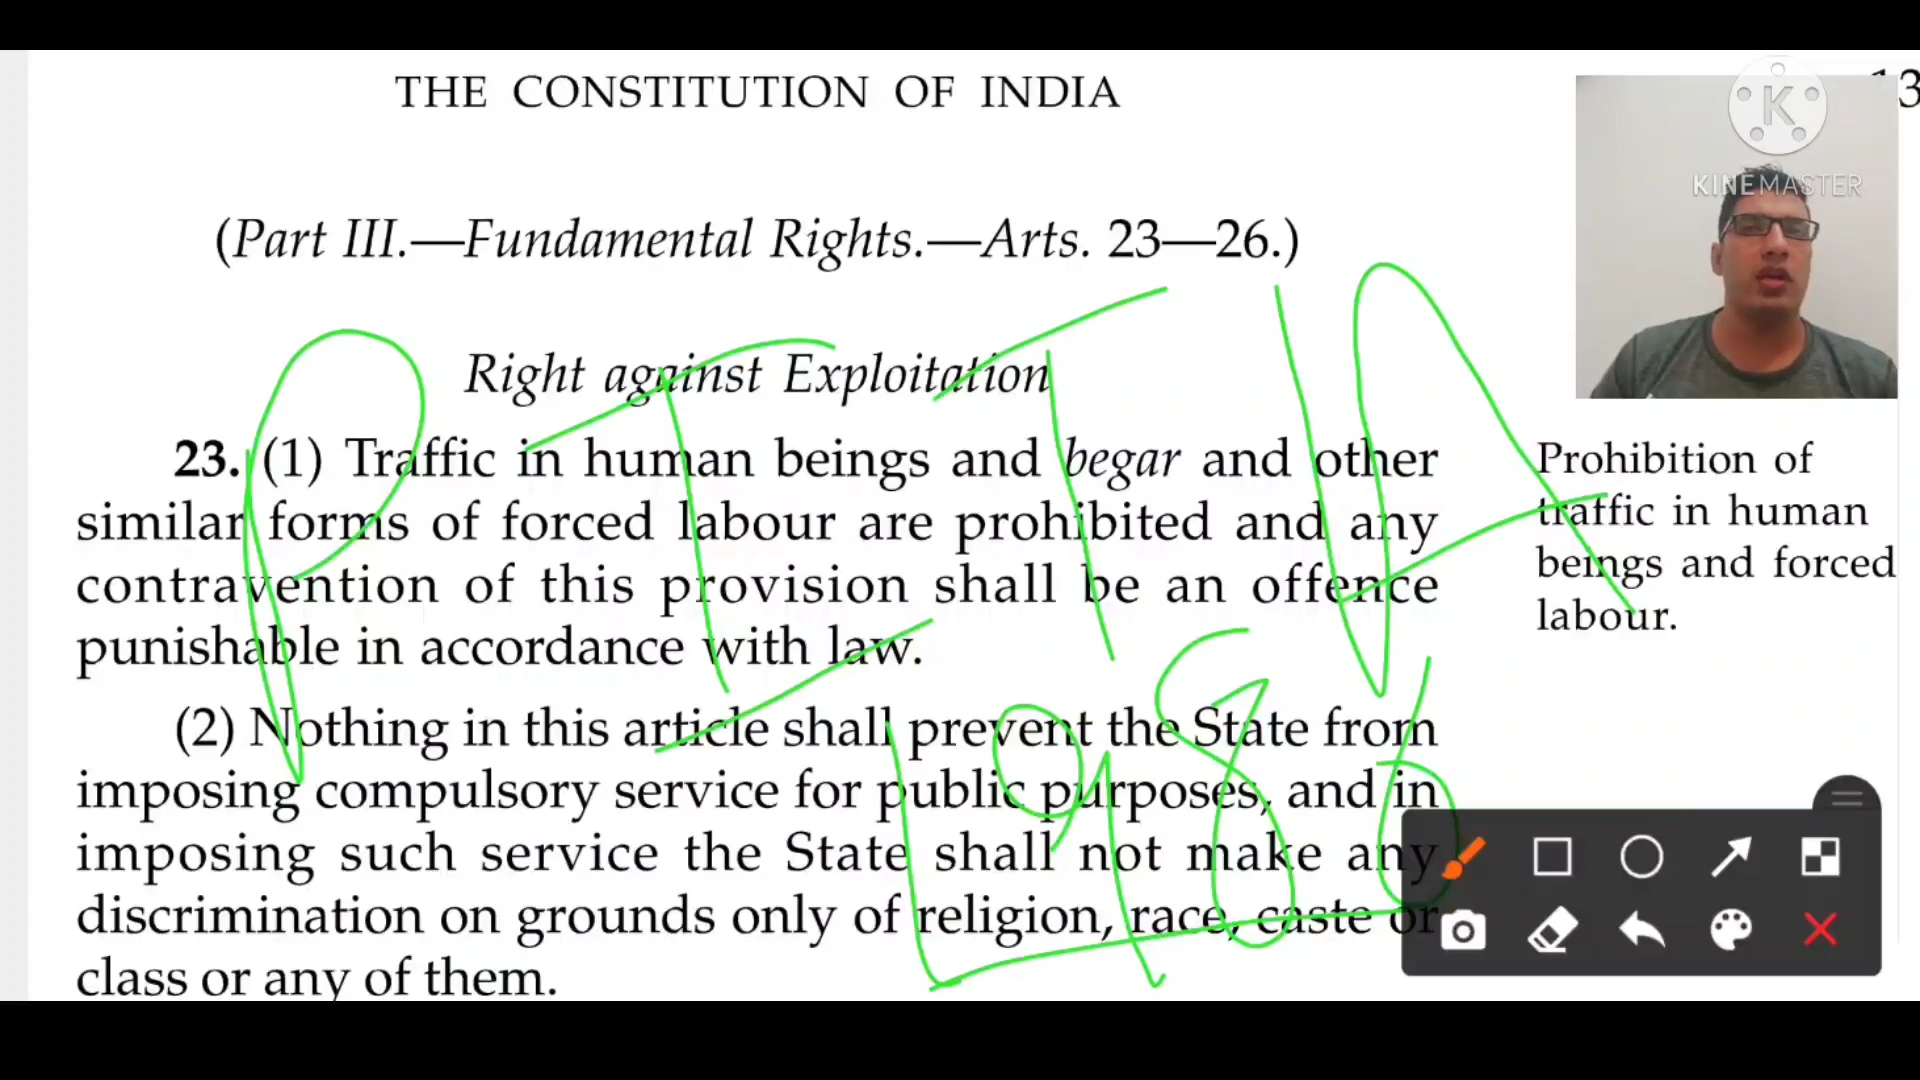 THE CONSTITUTION OF INDIA
13
KINEMASTER
(Part III.—Fundamental Rights.—Arts. 23—26.)
Right against Exploitation
23. (1) Traffic in human beings and begar and other
similar forms of forced labour are prohibited and any
contravention of this provision shall be an offence
punishable in accordance with law.
Prohibition of
traffic in human
beings and forced
labour.
(2) Nothing in this article shall prevent the State from
imposing compulsory service for public purposes, and in
imposing such service the State shall not make any
discrimination on grounds only of religion, race, caste or
class or any of them.
PITA
1986